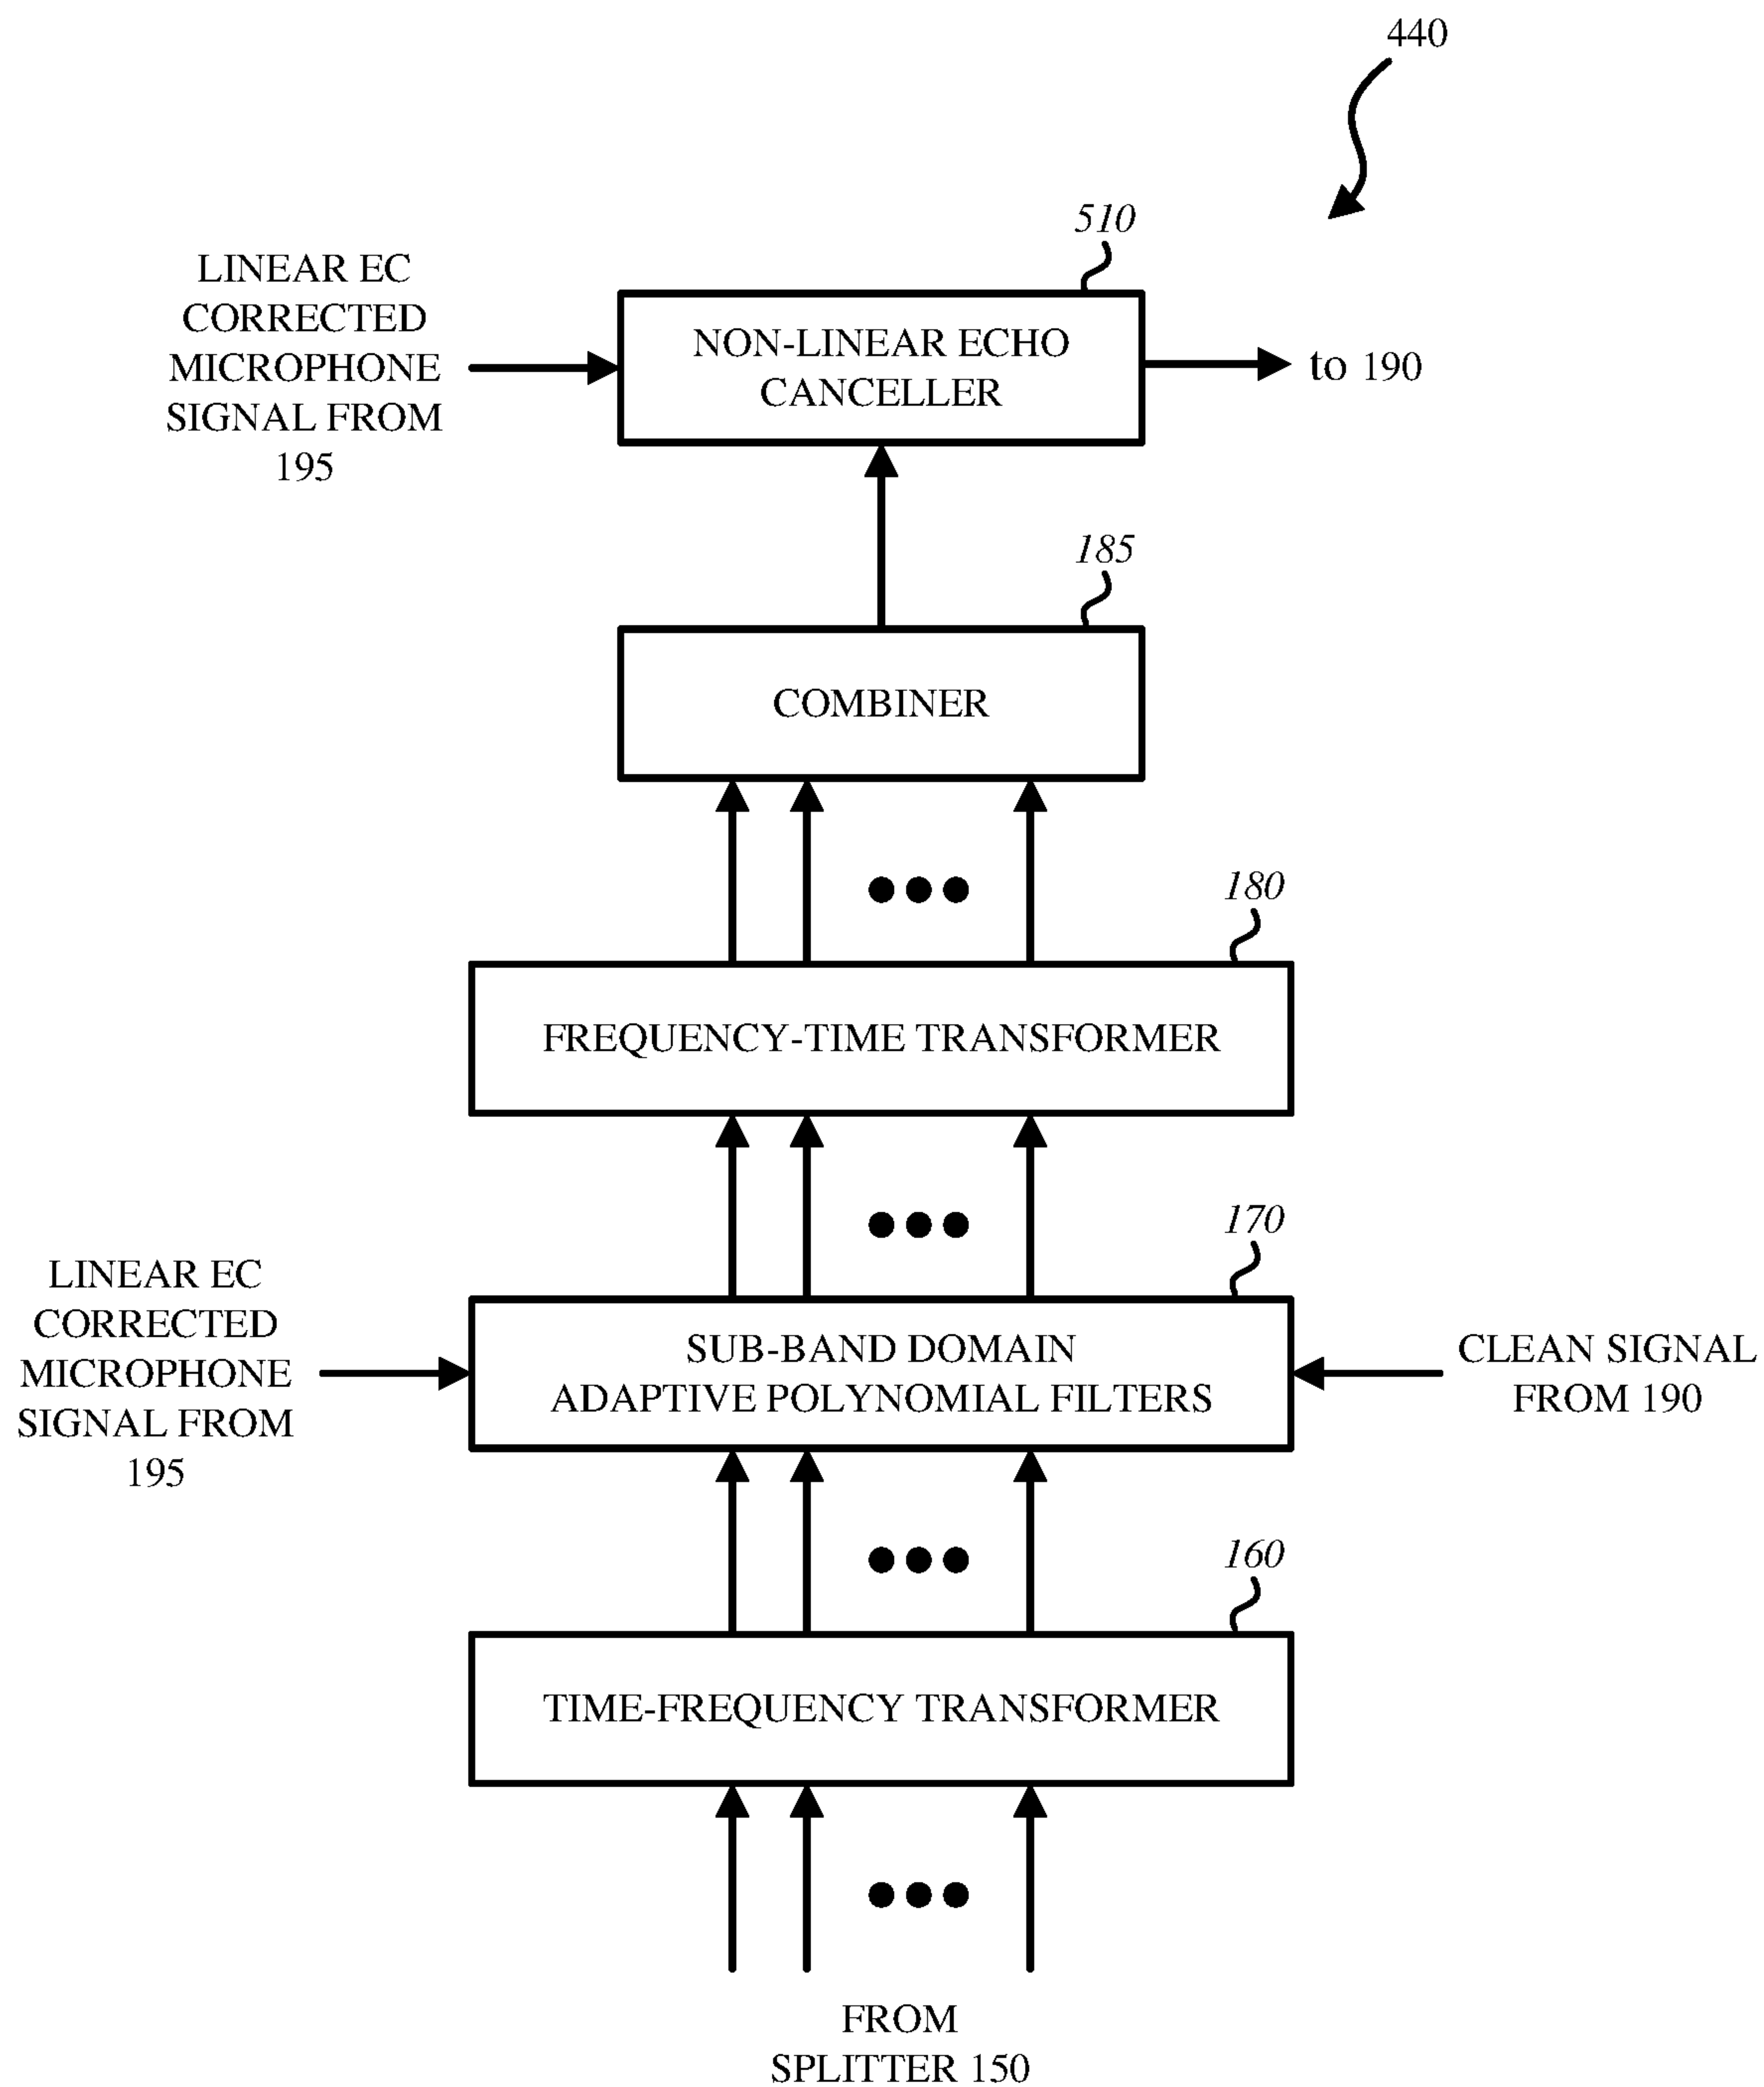 440
510
LINEAR EC
CORRECTED
MICROPHONE
SIGNAL FROM
195
NON-LINEAR ECHO
CANCELLER
to 190
185
COMBINER
180
FREQUENCY-TIME TRANSFORMER
170
LINEAR EC
CORRECTED
MICROPHONE
SIGNAL FROM
195
SUB-BAND DOMAIN
ADAPTIVE POLYNOMIAL FILTERS
CLEAN SIGNAL
FROM 190
160
TIME-FREQUENCY TRANSFORMER
FROM
SPLITTER 150